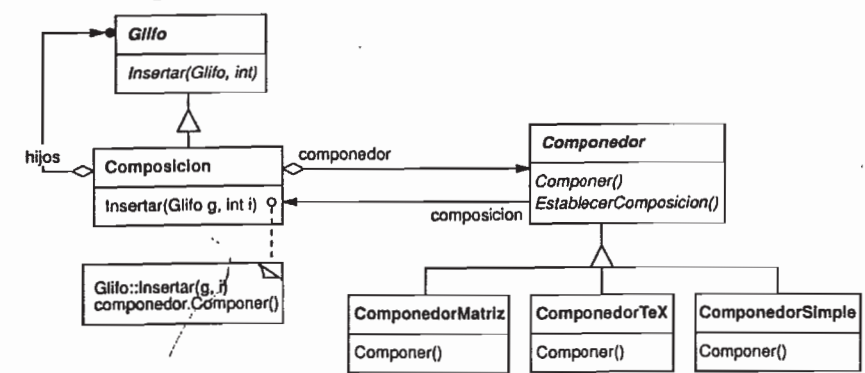 Glifo
Insertar(Glifo, int)
hijos
Composicion
componedor
Insertar(Glifo g, int i)
composicion
Componedor
Componer()
EstablecerComposicion()
Glifo::Insertar(g, i)
componedor.Componer()
ComponedorMatriz
Componer()
ComponedorTeX
Componer()
ComponedorSimple
Componer()